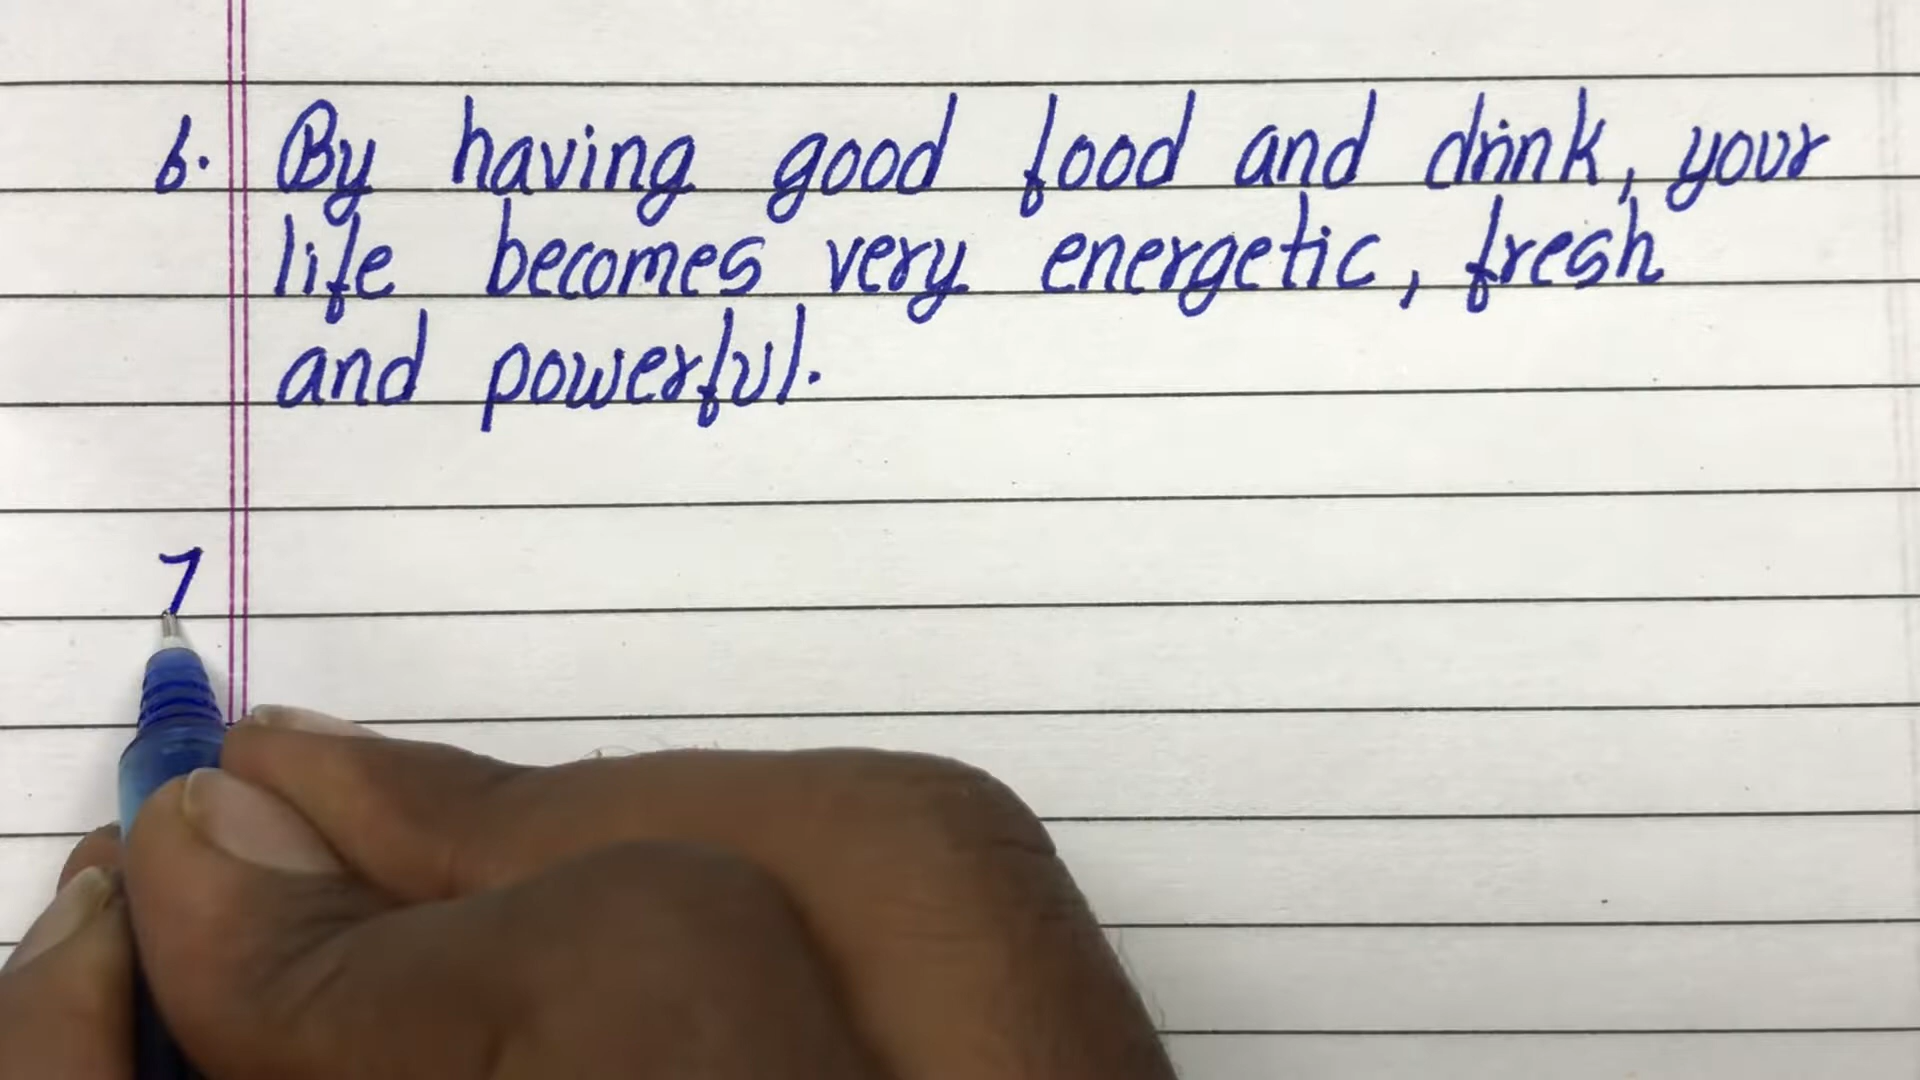 6. By having good food and drink, your
life becomes very energetic, fresh
and powerful.
7